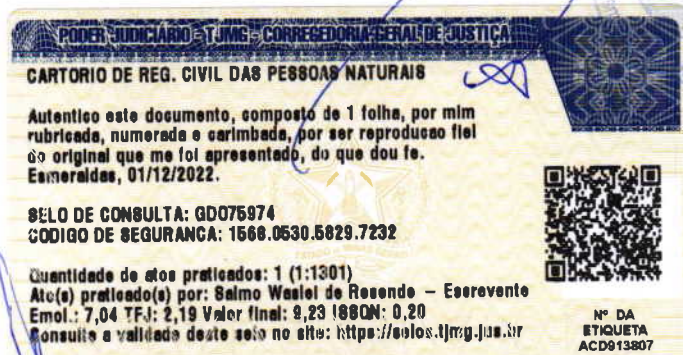 PODER JUDICIÁRIO - TJMG - CORREGEDORIA-GERAL DE JUSTIÇA
CARTORIO DE REG. CIVIL DAS PESSOAS NATURAIS
Autentico este documento, composto de 1 folha, por mim
rubricada, numerada e carimbada, por ser reproducao fiel
do original que me foi apresentado, do que dou fe.
Esmeraldas, 01/12/2022.
SELO DE CONSULTA: GDO75974
CODIGO DE SEGURANCA: 1568.0530.5829.7232
Quantidade de atos praticados: 1 (1:1301)
Ato(s) praticado(s) por: Salmo Waslei de Resende - Escrevente
Emol.: 7,04 TFJ: 2,19 Valor final: 9,23 ISSQN: 0,20
Consulte a validade deste selo no site: https://selos.tjmg.jus.br
Nº DA
ETIQUETA
ACD913807